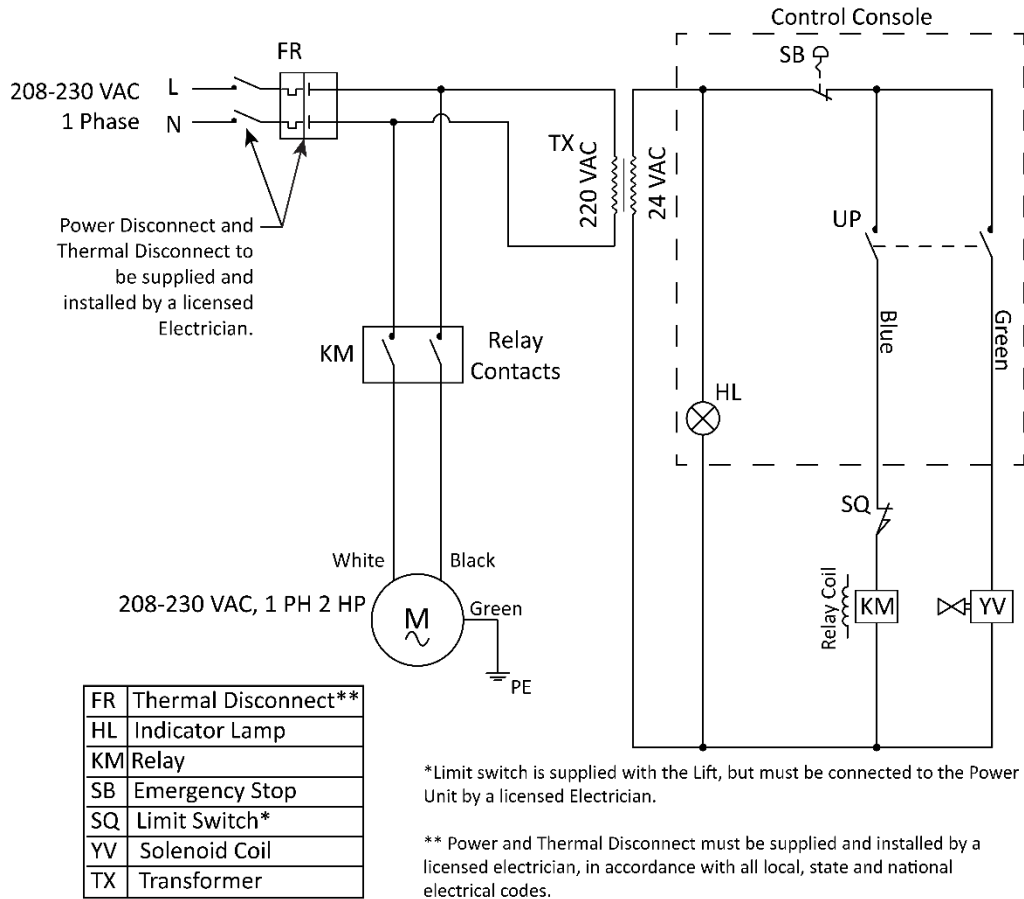 Control Console
FR
SB
208-230 VAC
L
1 Phase
N
TX
220 VAC
24 VAC
Power Disconnect and
Thermal Disconnect to
be supplied and
installed by a licensed
Electrician.
UP
Blue
Green
KM
Relay
Contacts
HL
SQ
White
Black
208-230 VAC, 1 PH 2 HP
M
Green
PE
Relay Coil
KM
YV
FR Thermal Disconnect**
HL Indicator Lamp
KM Relay
SB Emergency Stop
SQ Limit Switch*
YV Solenoid Coil
TX Transformer
*Limit switch is supplied with the Lift, but must be connected to the Power
Unit by a licensed Electrician.
** Power and Thermal Disconnect must be supplied and installed by a
licensed electrician, in accordance with all local, state and national
electrical codes.